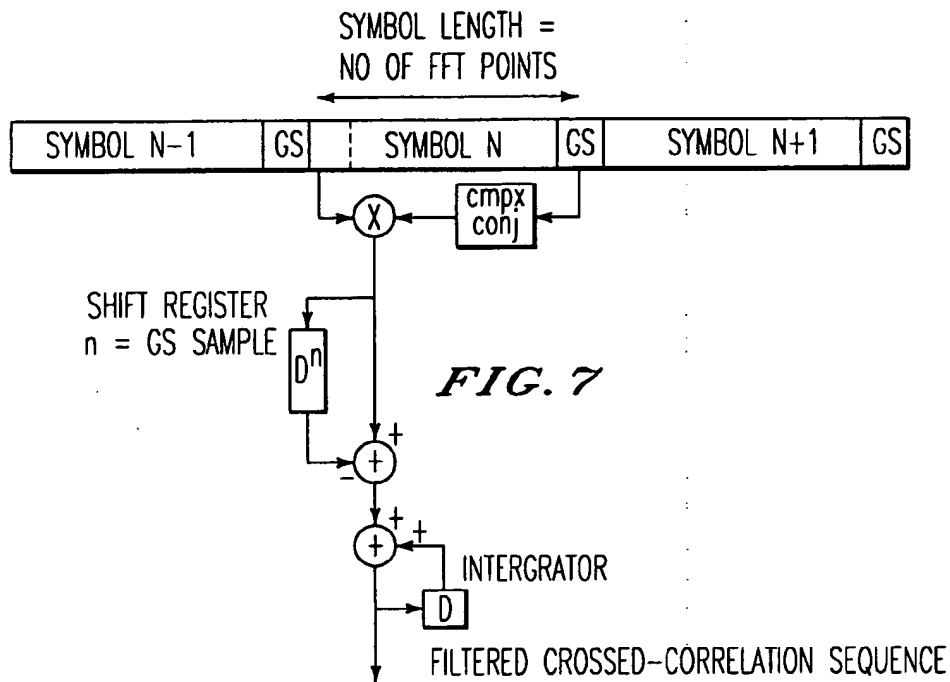 SYMBOL LENGTH =
NO OF FFT POINTS
SYMBOL N-1 GS SYMBOL N GS SYMBOL N+1 GS
X
cmpx
conj
SHIFT REGISTER
n = GS SAMPLE
D^n
FIG. 7
+
+
-
+ +
+
INTERGRATOR
D
FILTERED CROSSED-CORRELATION SEQUENCE